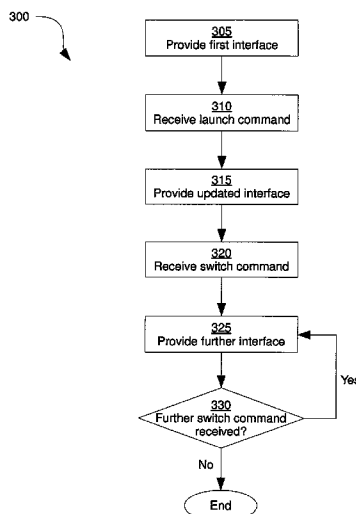 300
305
Provide first interface
310
Receive launch command
315
Provide updated interface
320
Receive switch command
325
Provide further interface
330
Further switch command
received?
Yes
No
End